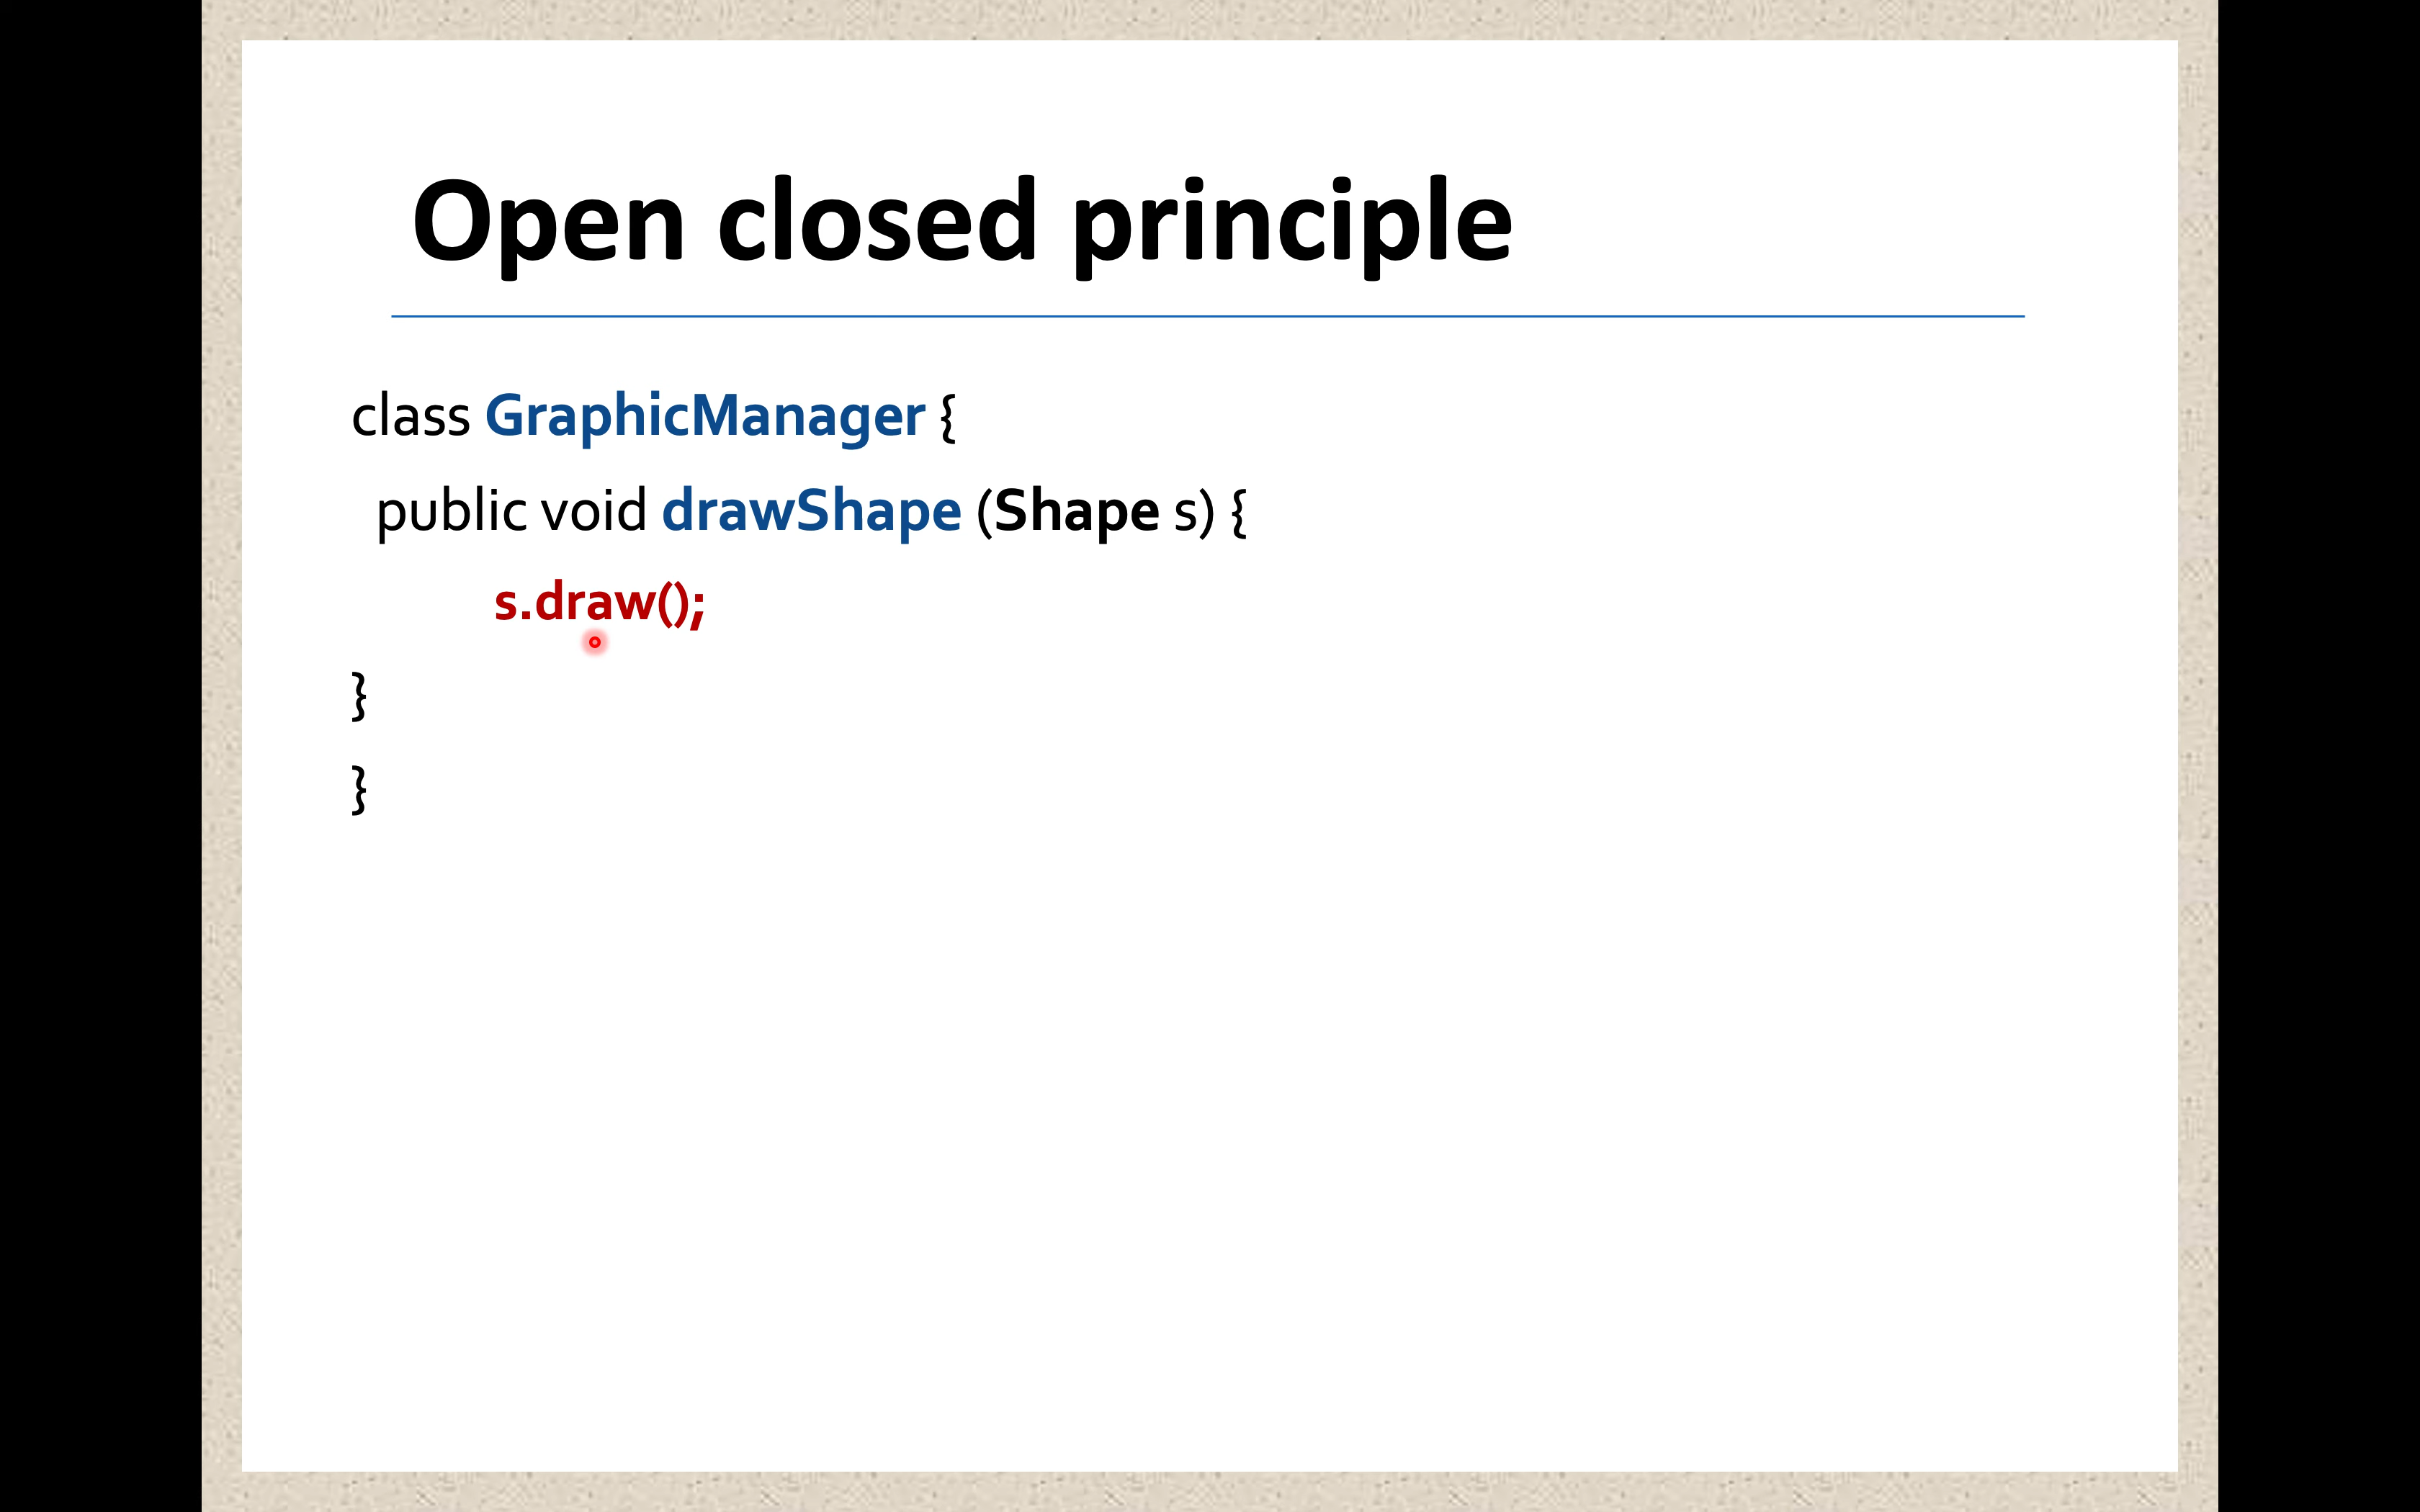 Open closed principle
class GraphicManager {
public void drawShape (Shape s) {
s.draw();
}
}